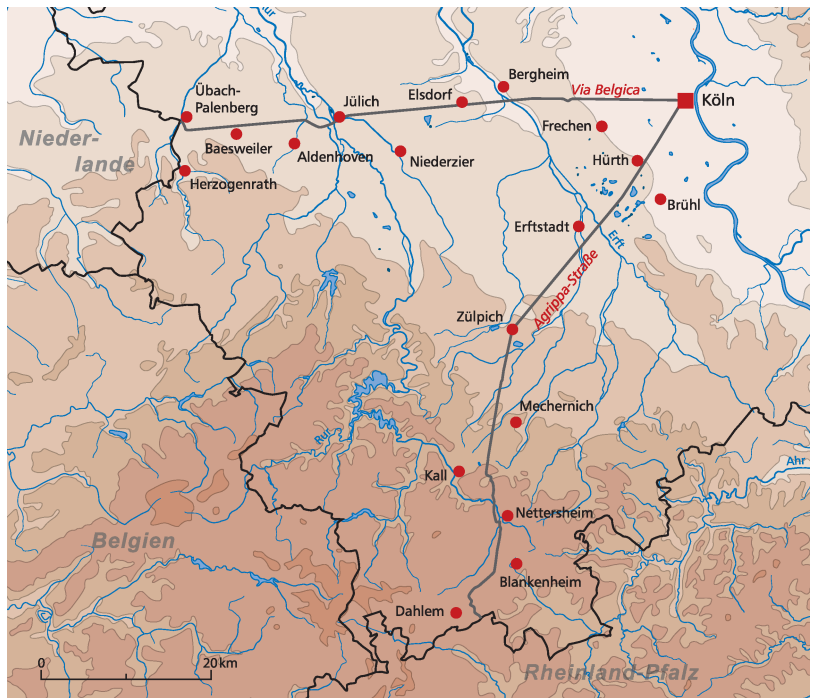 Rur
Bergheim
Übach-
Palenberg
Elsdorf
Via Belgica
Jülich
Köln
Frechen
Nieder-
lande
Baesweiler
Aldenhoven
Niederzier
Hürth
Herzogenrath
Brühl
Erftstadt
Erft
Agrippa-Straße
Zülpich
Mechernich
Rur
Kall
Ahr
Nettersheim
Belgien
Blankenheim
Dahlem
0 20 km
Rheinland-Pfalz